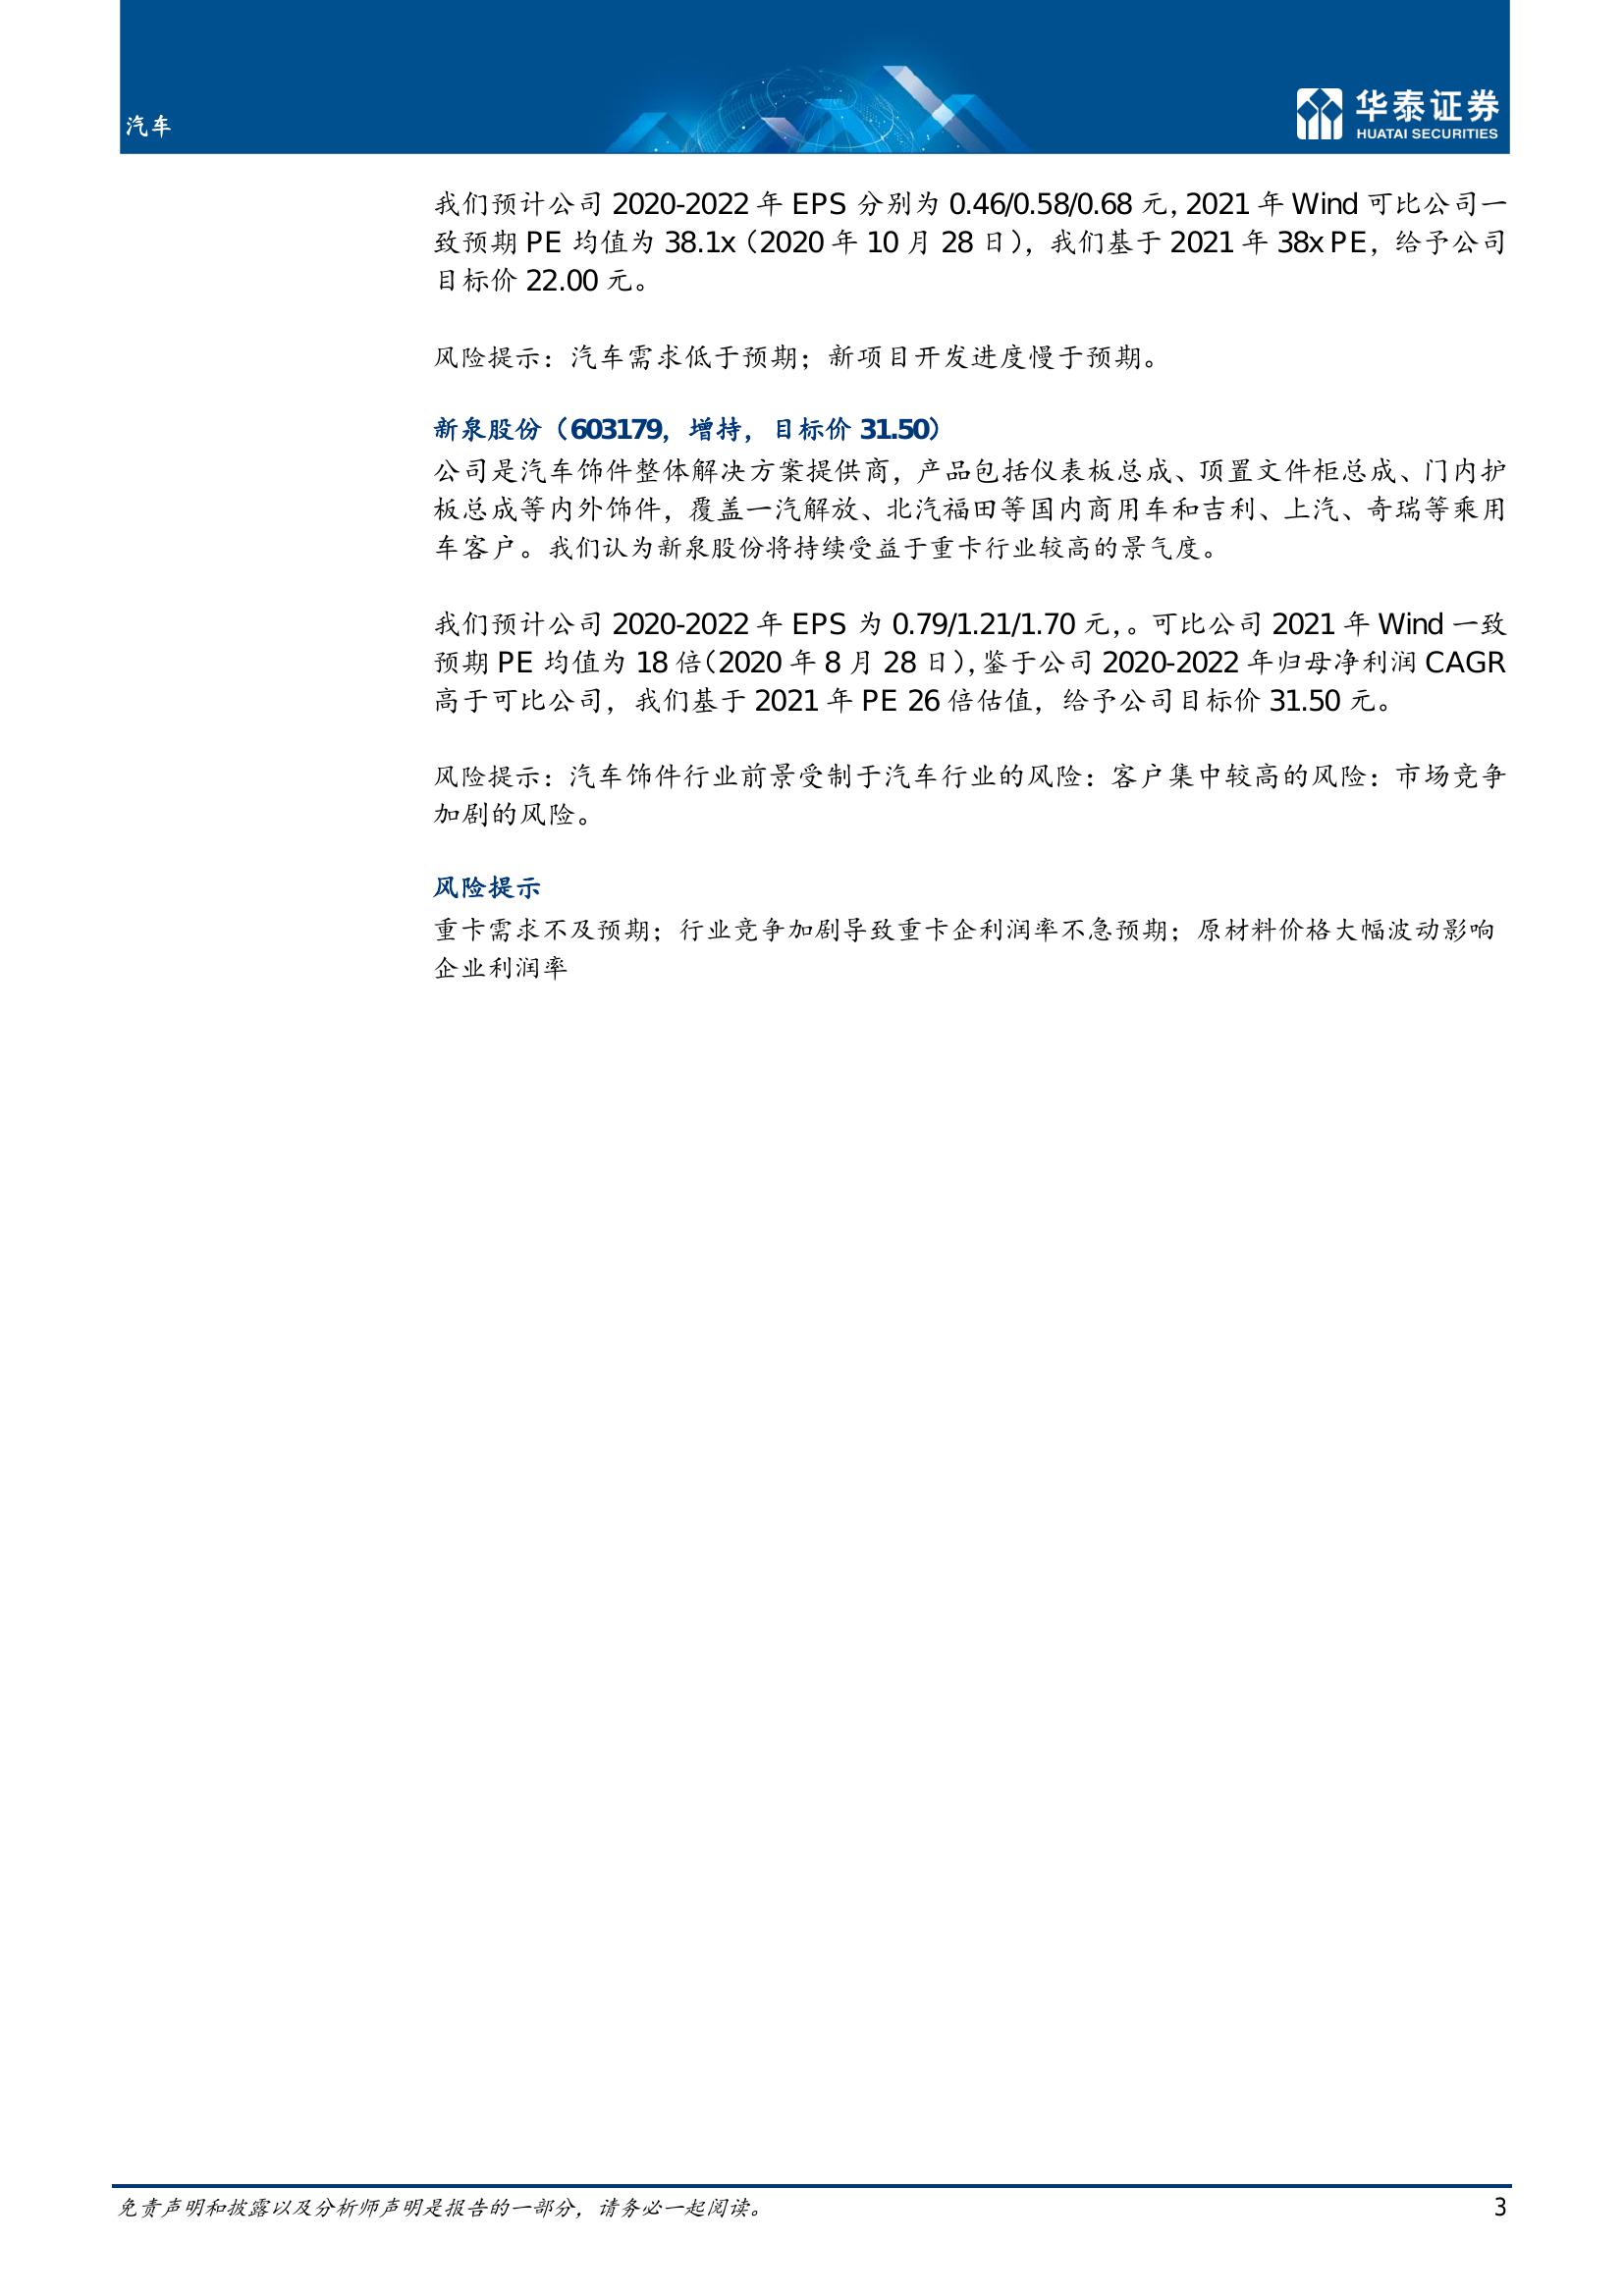 汽车
华泰证券
HUATAI SECURITIES
我们预计公司 2020-2022 年 EPS 分别为 0.46/0.58/0.68 元，2021 年 Wind 可比公司一
致预期 PE 均值为 38.1x（2020 年 10 月 28 日），我们基于 2021 年 38x PE，给予公司
目标价 22.00 元。
风险提示：汽车需求低于预期；新项目开发进度慢于预期。
新泉股份（603179，增持，目标价 31.50）
公司是汽车饰件整体解决方案提供商，产品包括仪表板总成、顶置文件柜总成、门内护
板总成等内外饰件，覆盖一汽解放、北汽福田等国内商用车和吉利、上汽、奇瑞等乘用
车客户。我们认为新泉股份将持续受益于重卡行业较高的景气度。
我们预计公司 2020-2022 年 EPS 为 0.79/1.21/1.70 元，。可比公司 2021 年 Wind 一致
预期 PE 均值为 18 倍（2020 年 8 月 28 日），鉴于公司 2020-2022 年归母净利润 CAGR
高于可比公司，我们基于 2021 年 PE 26 倍估值，给予公司目标价 31.50 元。
风险提示：汽车饰件行业前景受制于汽车行业的风险：客户集中较高的风险：市场竞争
加剧的风险。
风险提示
重卡需求不及预期；行业竞争加剧导致重卡企利润率不急预期；原材料价格大幅波动影响
企业利润率
免责声明和披露以及分析师声明是报告的一部分，请务必一起阅读。
3